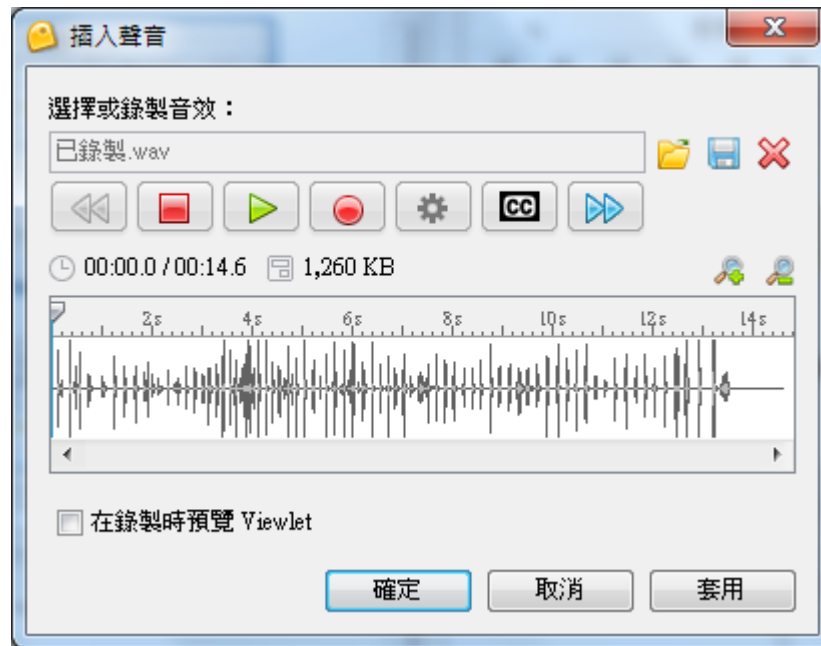 插入聲音
選擇或錄製音效：
已錄製.wav
CC
00:00.0 / 00:14.6 1,260 KB
2s 4s 6s 8s 10s 12s 14s
在錄製時預覽 Viewlet
確定 取消 套用